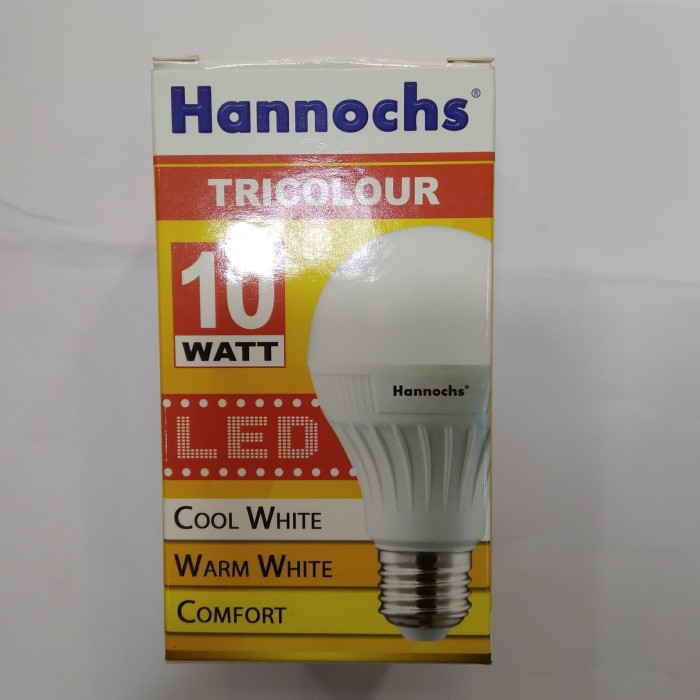 Hannochs®
TRICOLOUR
10
WATT
Hannochs®
LED
COOL WHITE
WARM WHITE
COMFORT